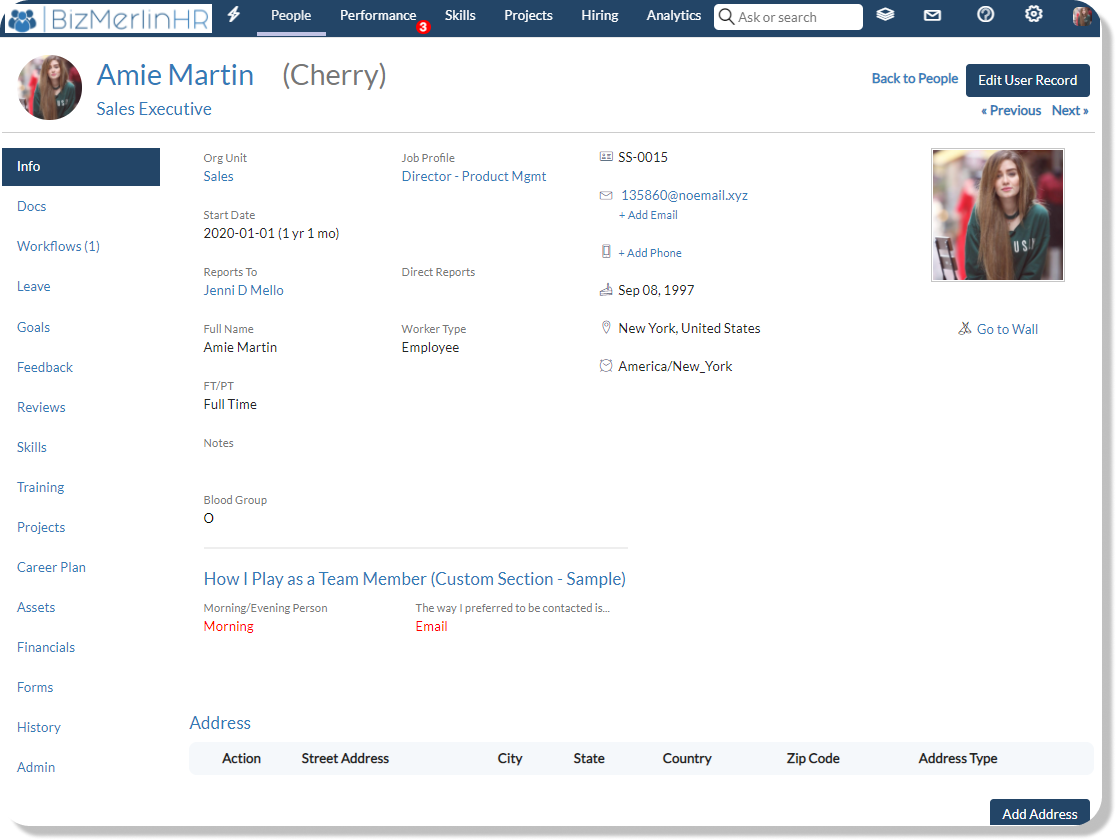 BizMerlinHR
People
Performance
3
Skills
Projects
Hiring
Analytics
Ask or search
Amie Martin (Cherry)
Sales Executive
Back to People
Edit User Record
« Previous Next »
Info
Docs
Workflows (1)
Leave
Goals
Feedback
Reviews
Skills
Training
Projects
Career Plan
Assets
Financials
Forms
History
Admin
Org Unit
Sales
Job Profile
Director - Product Mgmt
Start Date
2020-01-01 (1 yr 1 mo)
Reports To
Jenni D Mello
Direct Reports
Full Name
Amie Martin
Worker Type
Employee
FT/PT
Full Time
Notes
Blood Group
O
SS-0015
135860@noemail.xyz
+ Add Email
+ Add Phone
Sep 08, 1997
New York, United States
America/New_York
US
Go to Wall
How I Play as a Team Member (Custom Section - Sample)
Morning/Evening Person
Morning
The way I preferred to be contacted is...
Email
Address
Action Street Address City State Country Zip Code Address Type
Add Address